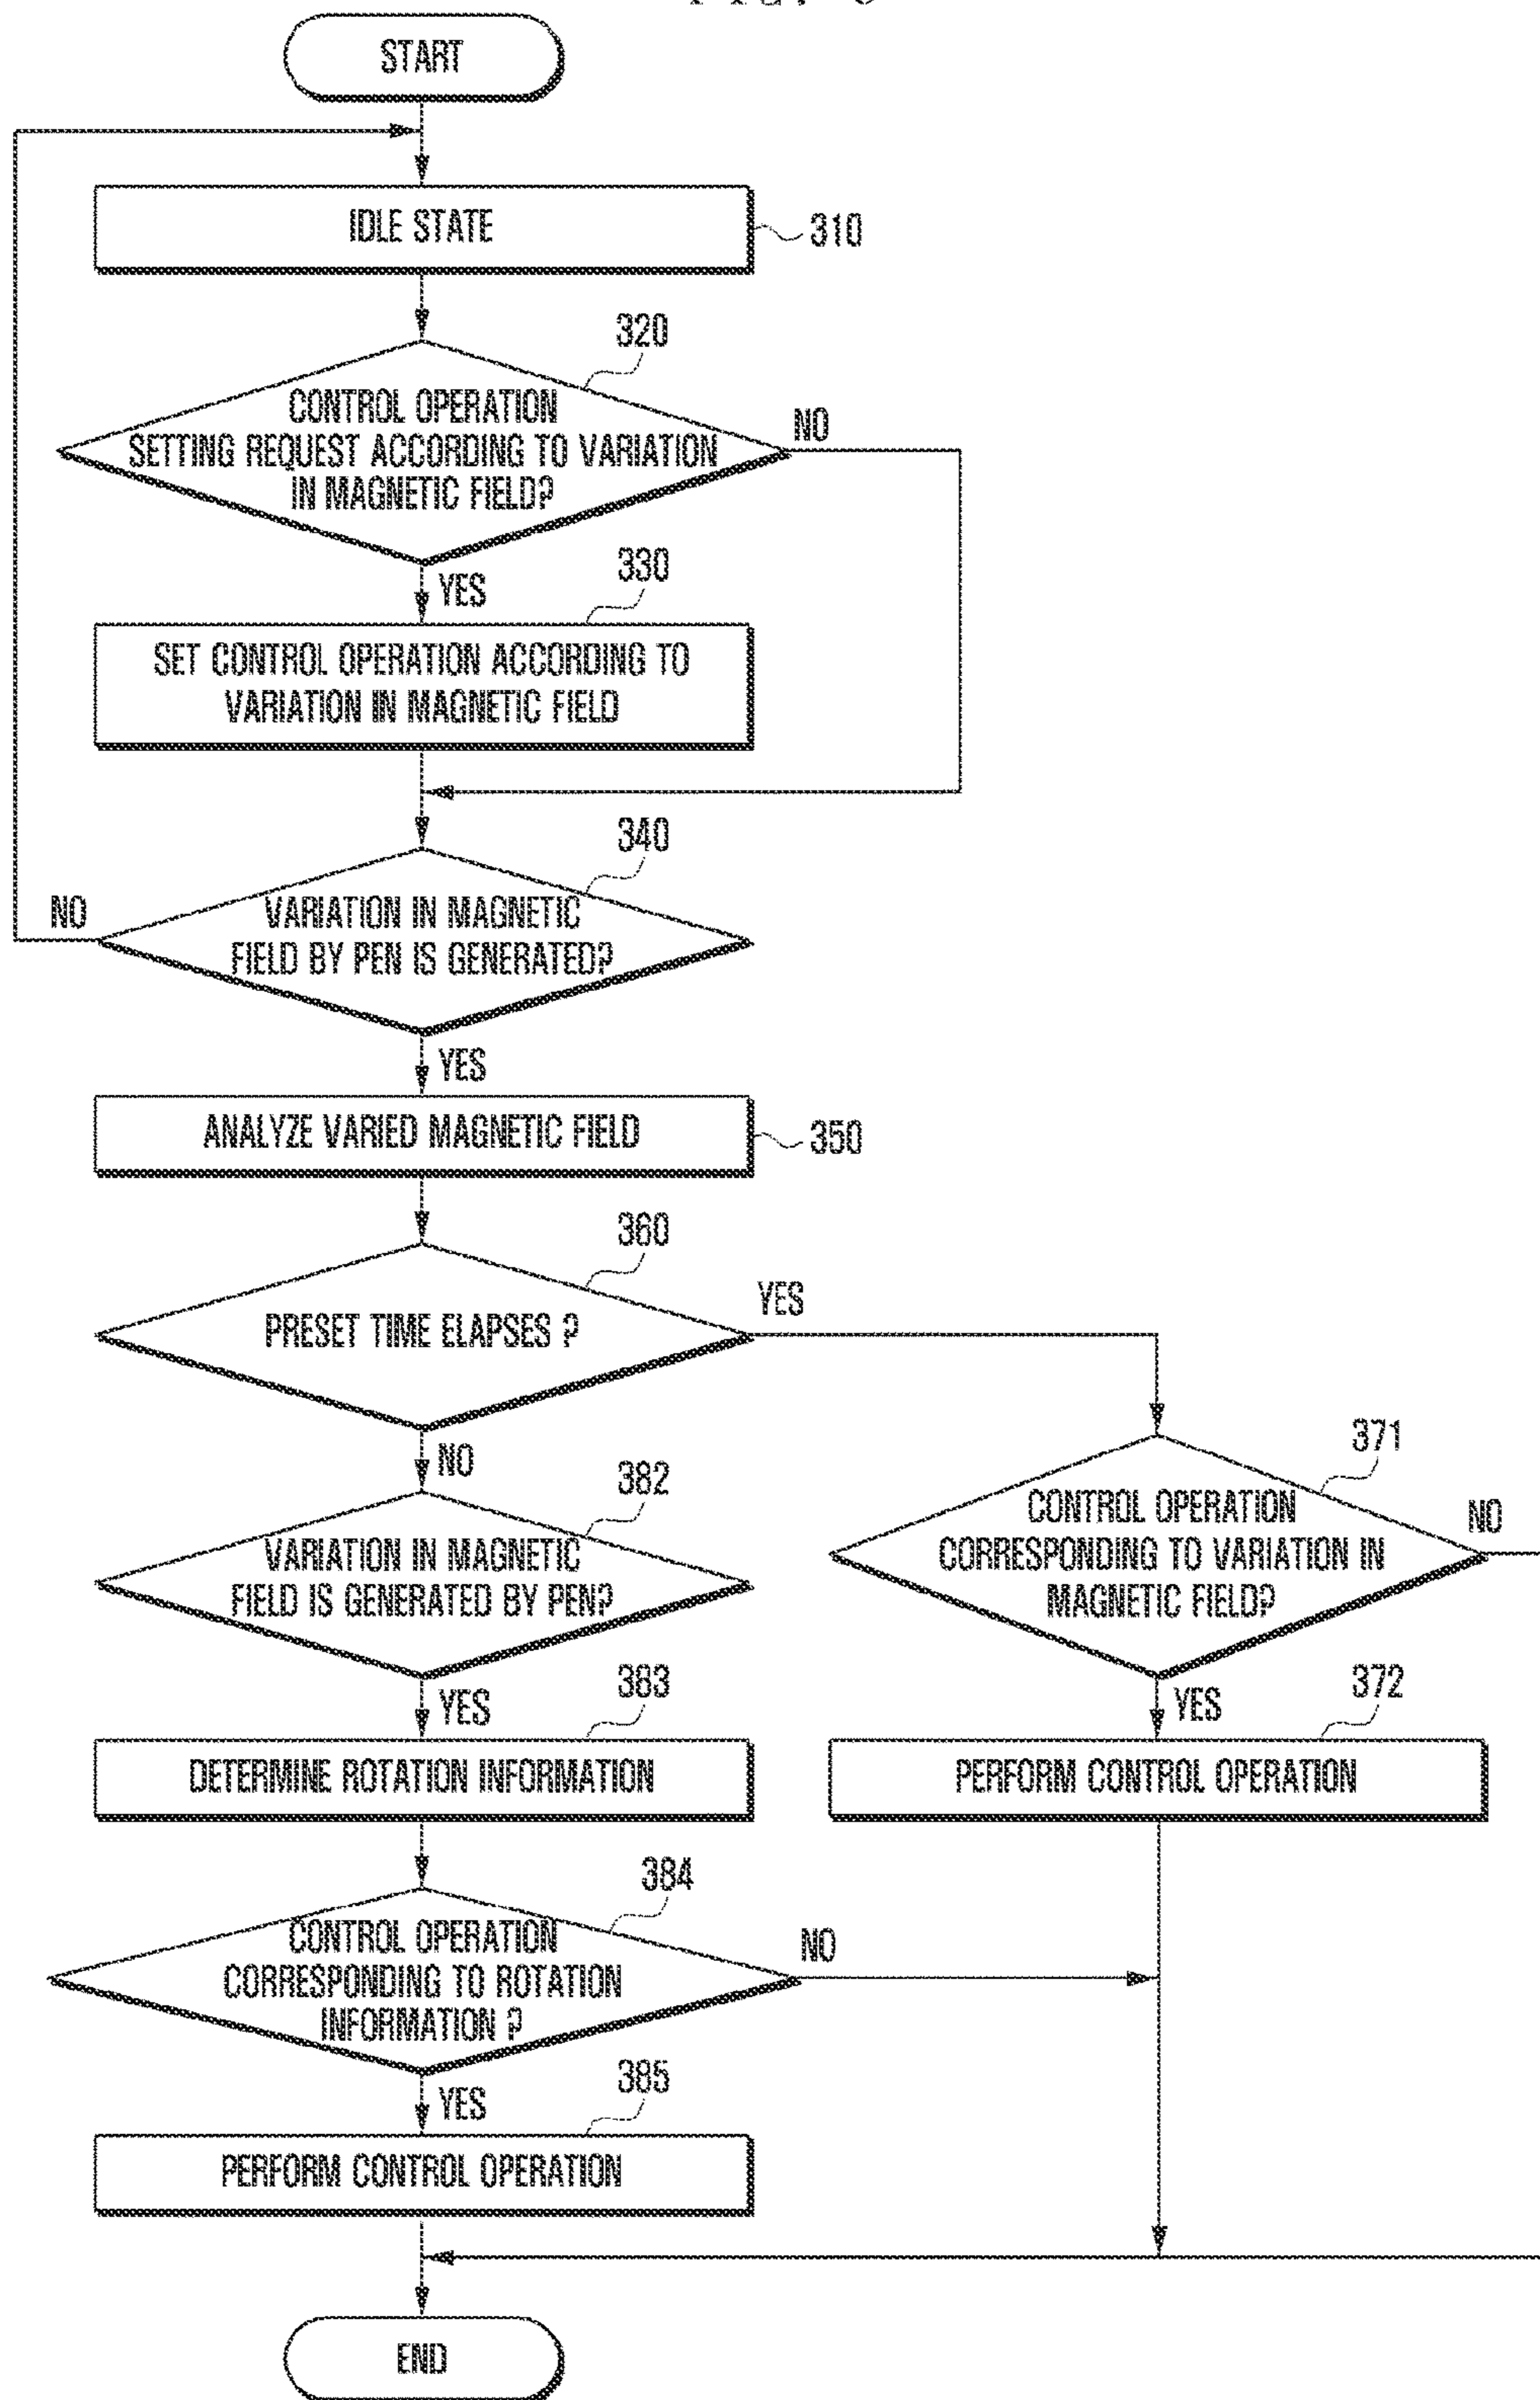 START
IDLE STATE
310
320
CONTROL OPERATION
SETTING REQUEST ACCORDING TO VARIATION
IN MAGNETIC FIELD?
NO
YES
330
SET CONTROL OPERATION ACCORDING TO
VARIATION IN MAGNETIC FIELD
340
VARIATION IN MAGNETIC
FIELD BY PEN IS GENERATED?
NO
YES
ANALYZE VARIED MAGNETIC FIELD
350
360
PRESET TIME ELAPSES ?
YES
NO
371
CONTROL OPERATION
CORRESPONDING TO VARIATION IN
MAGNETIC FIELD?
NO
YES
372
PERFORM CONTROL OPERATION
382
VARIATION IN MAGNETIC
FIELD IS GENERATED BY PEN?
YES
383
DETERMINE ROTATION INFORMATION
384
CONTROL OPERATION
CORRESPONDING TO ROTATION
INFORMATION ?
NO
YES
385
PERFORM CONTROL OPERATION
END